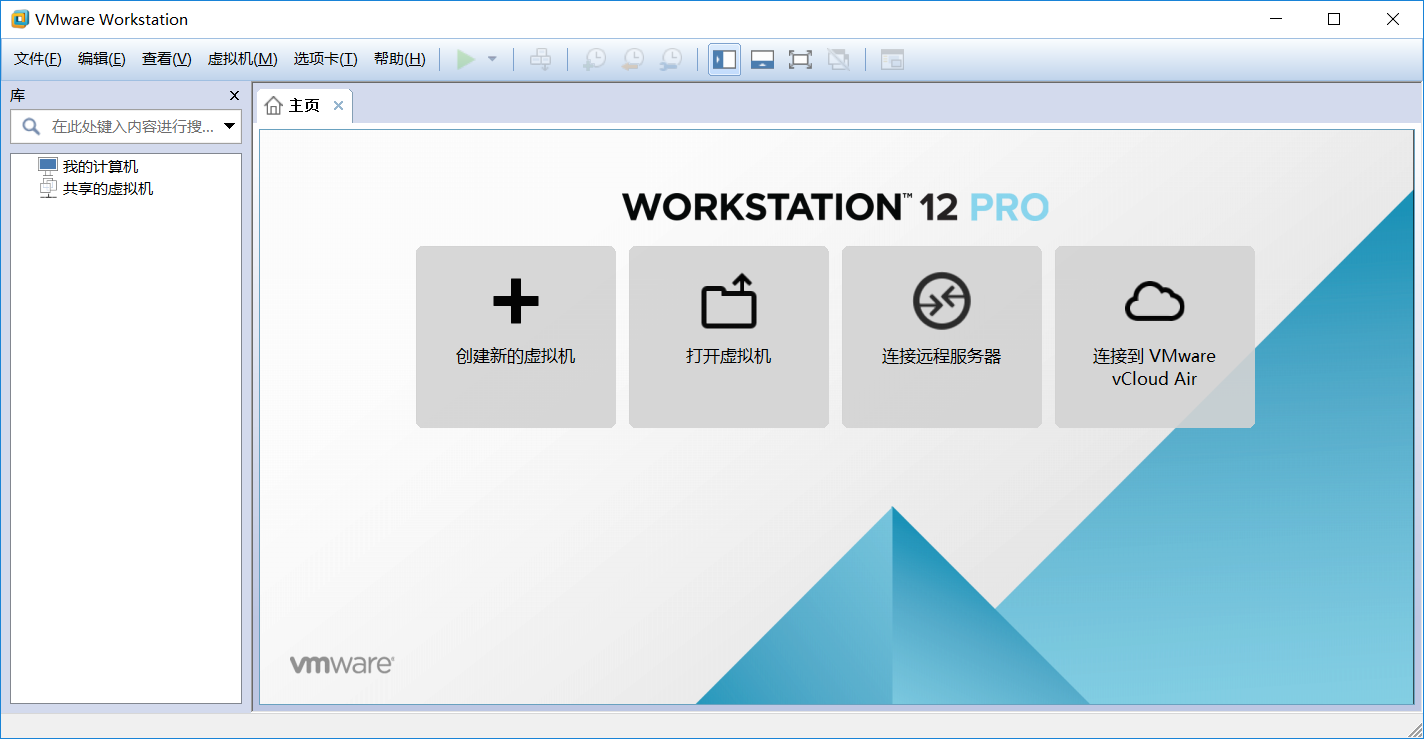 VMware Workstation
文件(F) 编辑(E) 查看(V) 虚拟机(M) 选项卡(T) 帮助(H)
库
在此处键入内容进行搜...
我的计算机
共享的虚拟机
主页
WORKSTATION™ 12 PRO
创建新的虚拟机
打开虚拟机
连接远程服务器
连接到 VMware
vCloud Air
vmware®